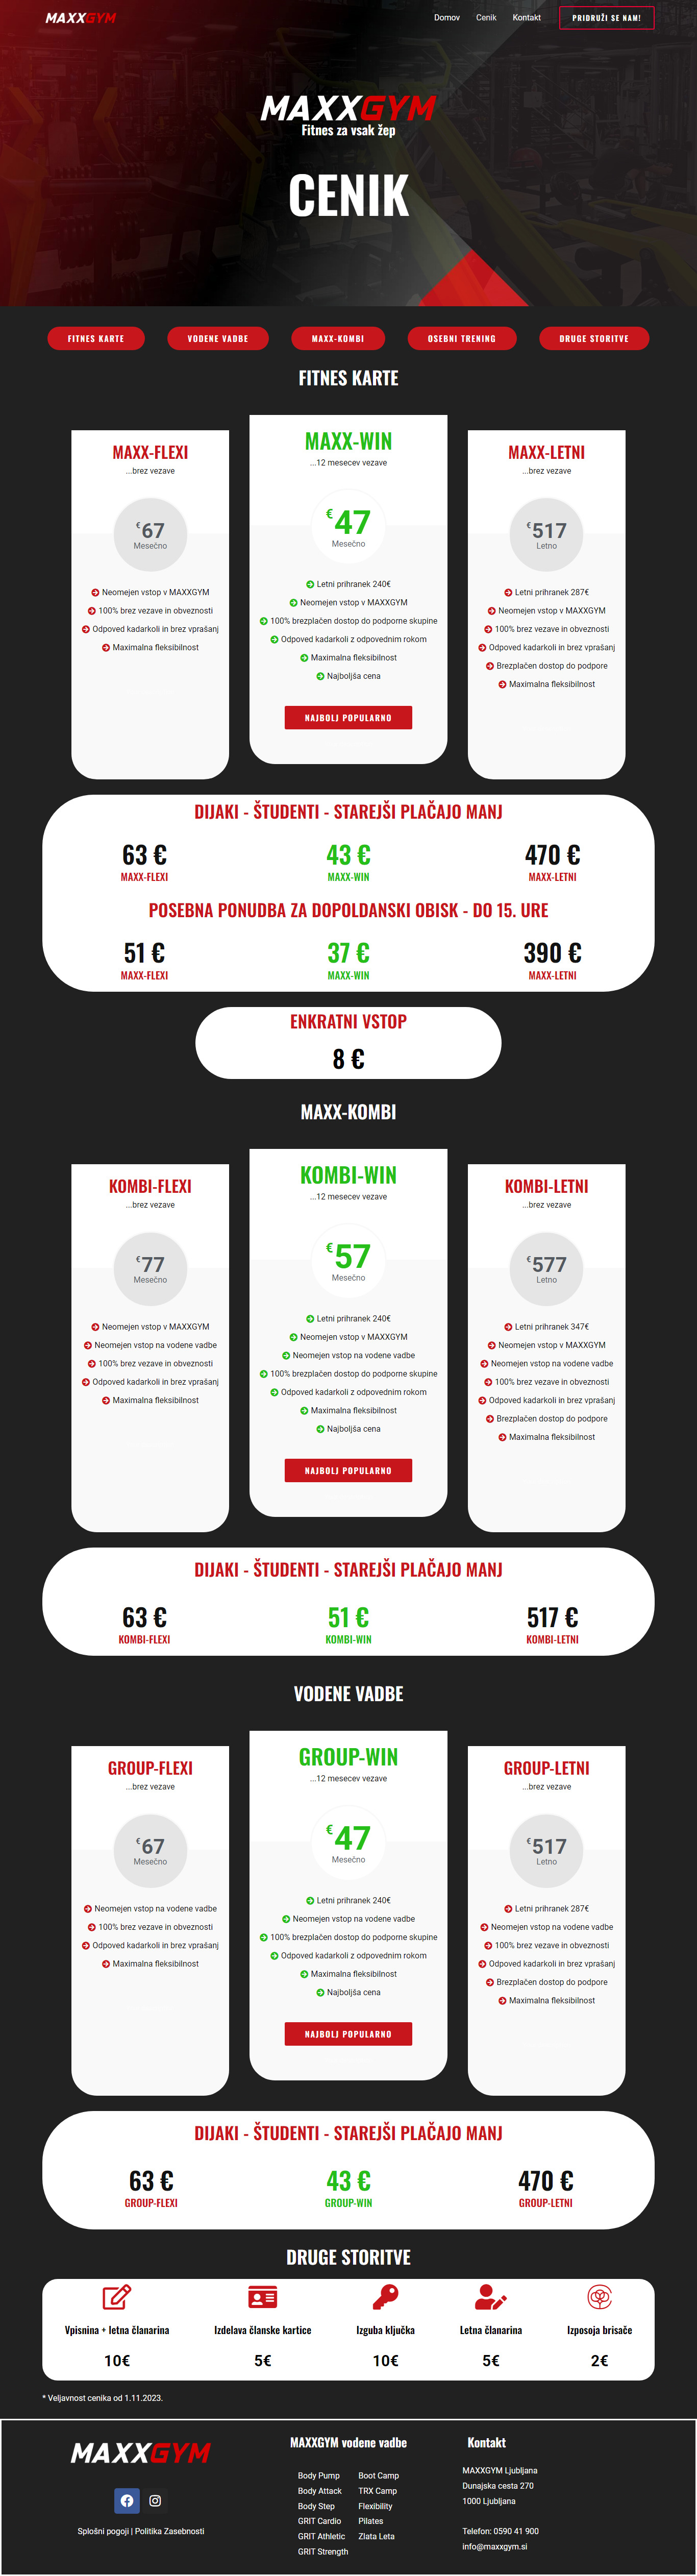 MAXXGYM
Domov Cenik Kontakt PRIDRUŽI SE NAM!
MAXXGYM
Fitnes za vsak žep
CENIK
FITNES KARTE VODENE VADBE MAXX-KOMBI OSEBNI TRENING DRUGE STORITVE
FITNES KARTE
MAXX-FLEXI
...brez vezave
€67
Mesečno
Neomejen vstop v MAXXGYM
100% brez vezave in obveznosti
Odpoved kadarkoli in brez vprašanj
Maximalna fleksibilnost
MAXX-WIN
...12 mesecev vezave
€47
Mesečno
Letni prihranek 240€
Neomejen vstop v MAXXGYM
100% brezplačen dostop do podporne skupine
Odpoved kadarkoli z odpovednim rokom
Maximalna fleksibilnost
Najboljša cena
NAJBOLJ POPULARNO
MAXX-LETNI
...brez vezave
€517
Letno
Letni prihranek 287€
Neomejen vstop v MAXXGYM
100% brez vezave in obveznosti
Odpoved kadarkoli in brez vprašanj
Brezplačen dostop do podpore
Maximalna fleksibilnost
DIJAKI - ŠTUDENTI - STAREJŠI PLAČAJO MANJ
63 € 43 € 470 €
MAXX-FLEXI MAXX-WIN MAXX-LETNI
POSEBNA PONUDBA ZA DOPOLDANSKI OBISK - DO 15. URE
51 € 37 € 390 €
MAXX-FLEXI MAXX-WIN MAXX-LETNI
ENKRATNI VSTOP
8 €
MAXX-KOMBI
KOMBI-FLEXI
...brez vezave
€77
Mesečno
Neomejen vstop v MAXXGYM
Neomejen vstop na vodene vadbe
100% brez vezave in obveznosti
Odpoved kadarkoli in brez vprašanj
Maximalna fleksibilnost
KOMBI-WIN
...12 mesecev vezave
€57
Mesečno
Letni prihranek 240€
Neomejen vstop v MAXXGYM
Neomejen vstop na vodene vadbe
100% brezplačen dostop do podporne skupine
Odpoved kadarkoli z odpovednim rokom
Maximalna fleksibilnost
Najboljša cena
NAJBOLJ POPULARNO
KOMBI-LETNI
...brez vezave
€577
Letno
Letni prihranek 347€
Neomejen vstop v MAXXGYM
Neomejen vstop na vodene vadbe
100% brez vezave in obveznosti
Odpoved kadarkoli in brez vprašanj
Brezplačen dostop do podpore
Maximalna fleksibilnost
DIJAKI - ŠTUDENTI - STAREJŠI PLAČAJO MANJ
63 € 51 € 517 €
KOMBI-FLEXI KOMBI-WIN KOMBI-LETNI
VODENE VADBE
GROUP-FLEXI
...brez vezave
€67
Mesečno
Neomejen vstop na vodene vadbe
100% brez vezave in obveznosti
Odpoved kadarkoli in brez vprašanj
Maximalna fleksibilnost
GROUP-WIN
...12 mesecev vezave
€47
Mesečno
Letni prihranek 240€
Neomejen vstop na vodene vadbe
100% brezplačen dostop do podporne skupine
Odpoved kadarkoli z odpovednim rokom
Maximalna fleksibilnost
Najboljša cena
NAJBOLJ POPULARNO
GROUP-LETNI
...brez vezave
€517
Letno
Letni prihranek 287€
Neomejen vstop na vodene vadbe
100% brez vezave in obveznosti
Odpoved kadarkoli in brez vprašanj
Brezplačen dostop do podpore
Maximalna fleksibilnost
DIJAKI - ŠTUDENTI - STAREJŠI PLAČAJO MANJ
63 € 43 € 470 €
GROUP-FLEXI GROUP-WIN GROUP-LETNI
DRUGE STORITVE
Vpisnina + letna članarina Izdelava članske kartice Izguba ključka Letna članarina Izposoja brisače
10€ 5€ 10€ 5€ 2€
* Veljavnost cenika od 1.11.2023.
MAXXGYM
Splošni pogoji | Politika Zasebnosti
MAXXGYM vodene vadbe
Body Pump Boot Camp
Body Attack TRX Camp
Body Step Flexibility
GRIT Cardio Pilates
GRIT Athletic Zlata Leta
GRIT Strength
Kontakt
MAXXGYM Ljubljana
Dunajska cesta 270
1000 Ljubljana
Telefon: 0590 41 900
info@maxxgym.si